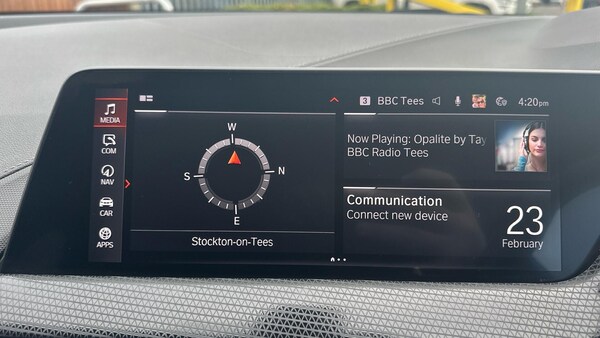 3 BBC Tees 4:20pm
MEDIA
COM
NAV
CAR
APPS
W
S
N
E
Stockton-on-Tees
Now Playing: Opalite by Tay
BBC Radio Tees
Communication
Connect new device
23
February